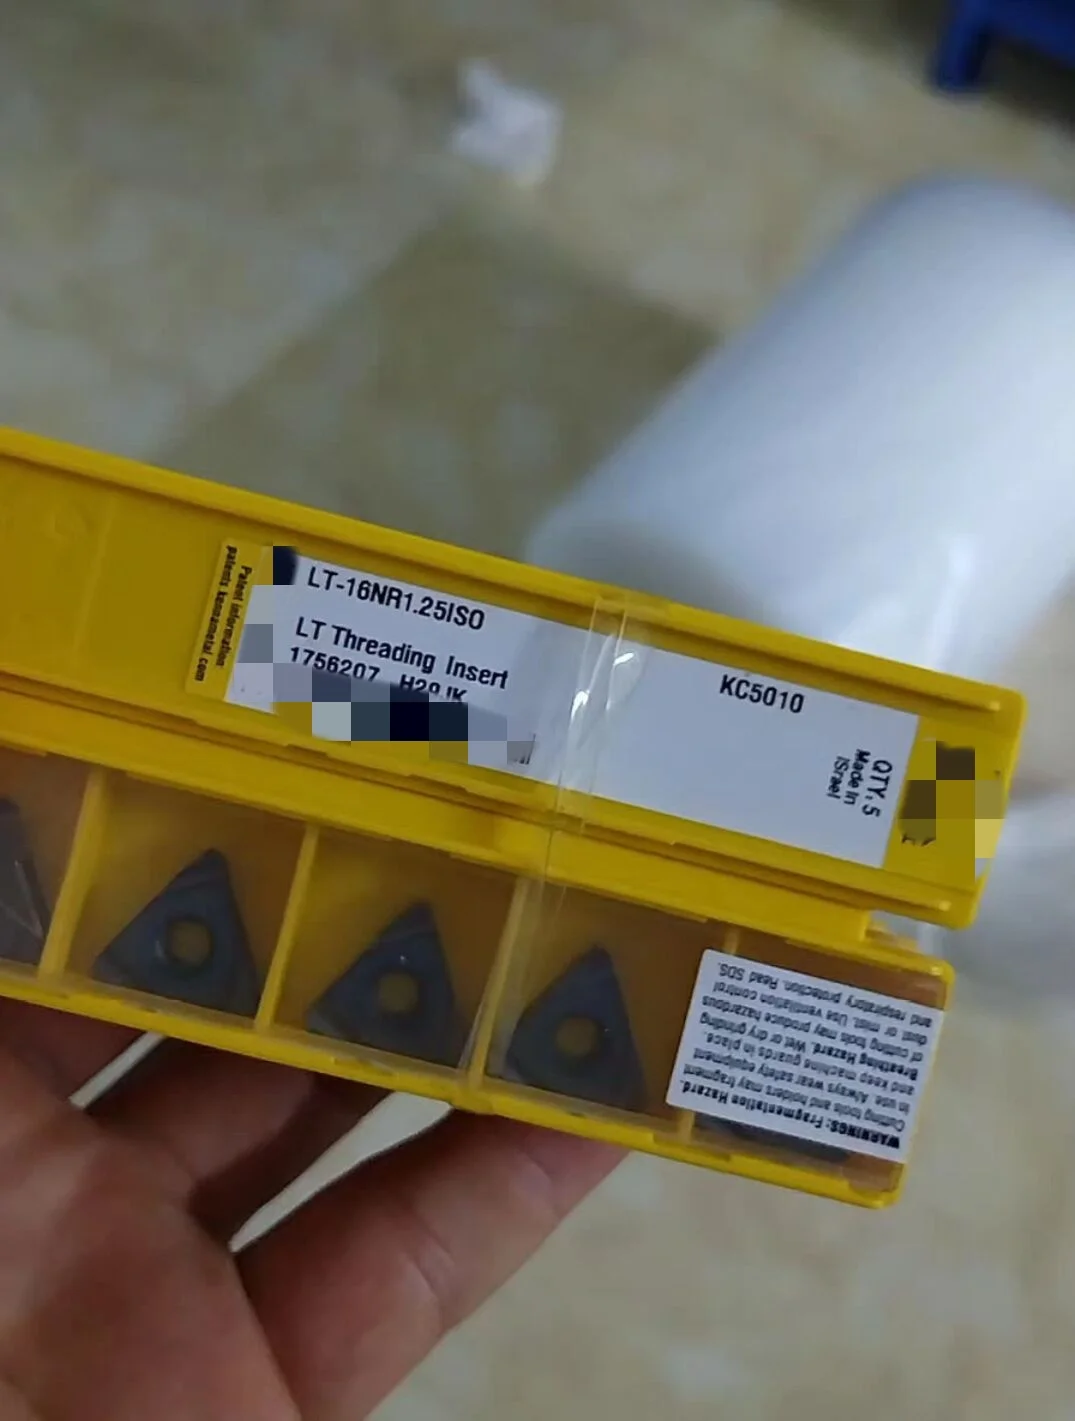 Patent information:
patents.kennametal.com
LT-16NR1.25ISO
LT Threading Insert
1756207
KC5010
QTY. 5
Made in
ISrael
WARNINGS: Fragmentation Hazard.
Cutting tools and holders may fragment
in use. Always wear safety equipment
and keep machine guards in place.
Breathing Hazard. Wet or dry grinding
of cutting tools may produce hazardous
dust or mist. Use ventilation control
and respiratory protection. Read SDS.